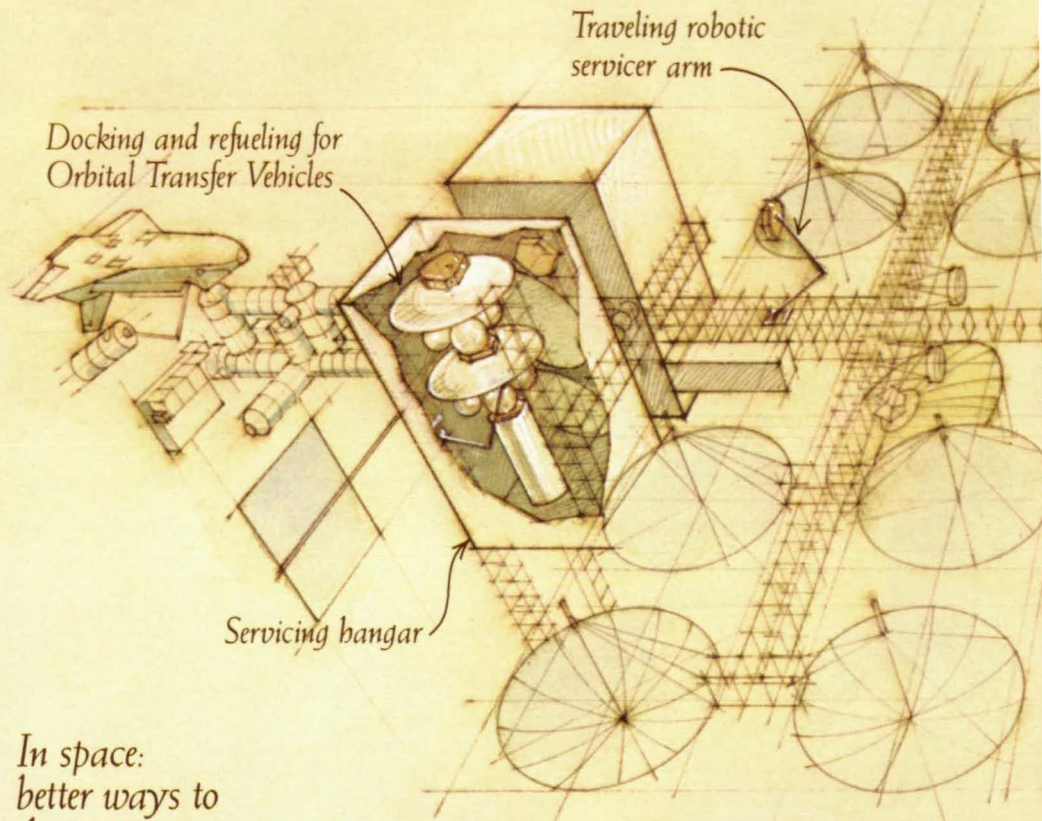 Traveling robotic
servicer arm
Docking and refueling for
Orbital Transfer Vehicles
Servicing hangar
In space:
better ways to